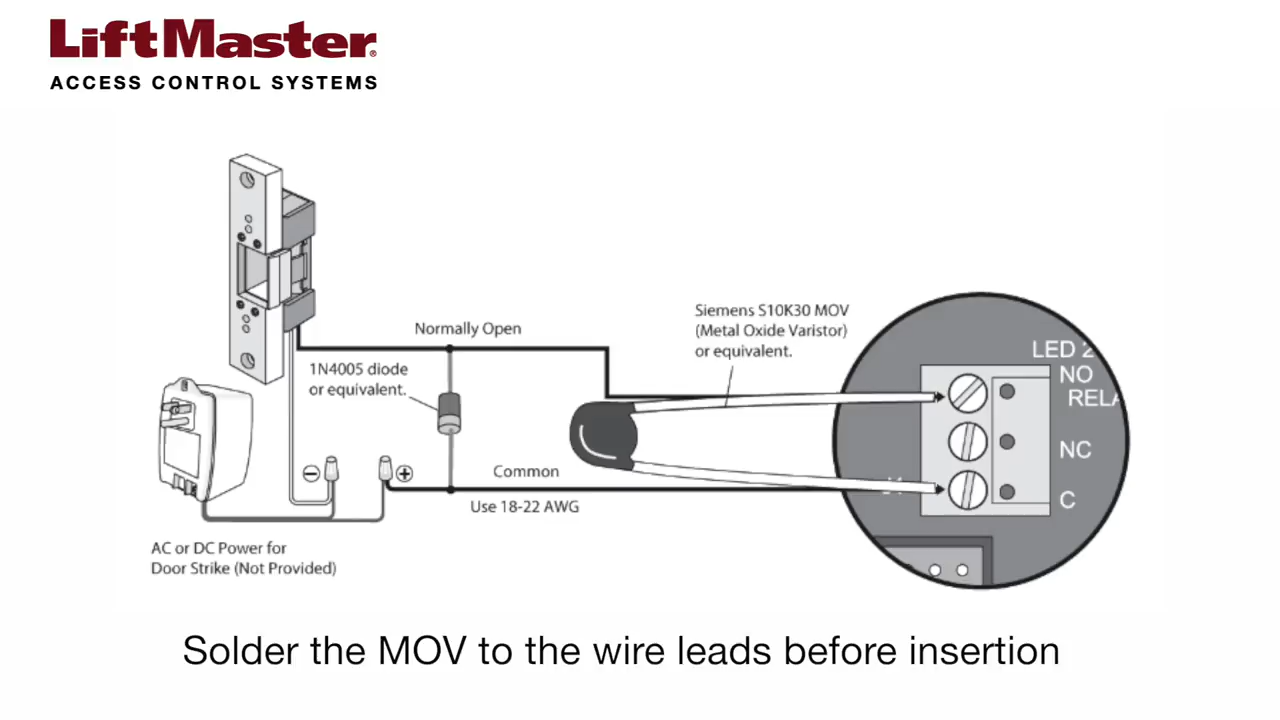 LiftMaster®
ACCESS CONTROL SYSTEMS
Normally Open
Siemens S10K30 MOV
(Metal Oxide Varistor)
or equivalent.
1N4005 diode
or equivalent.
LED 2
NO
RELA
NC
C
Common
Use 18-22 AWG
AC or DC Power for
Door Strike (Not Provided)
Solder the MOV to the wire leads before insertion